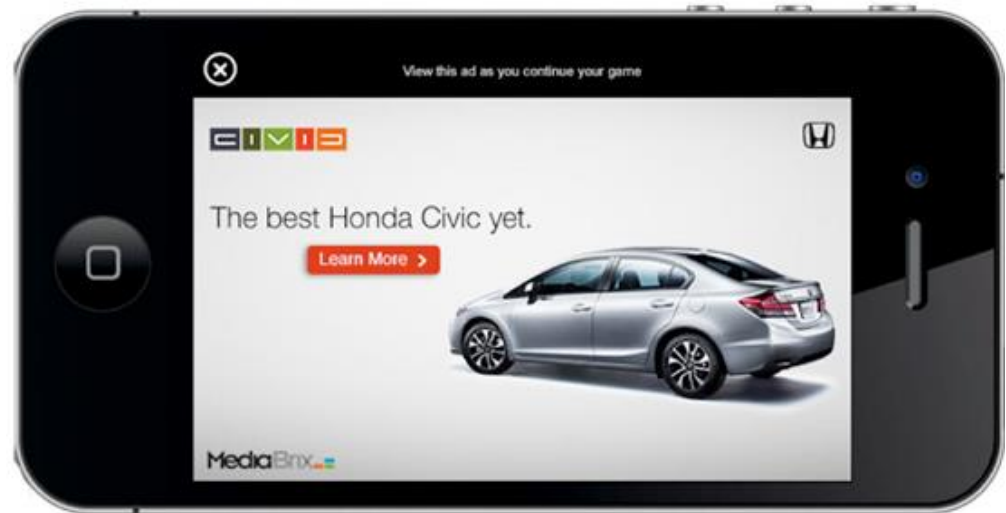 View this ad as you continue your game
CIVIC
The best Honda Civic yet.
Learn More >
MediaBrix